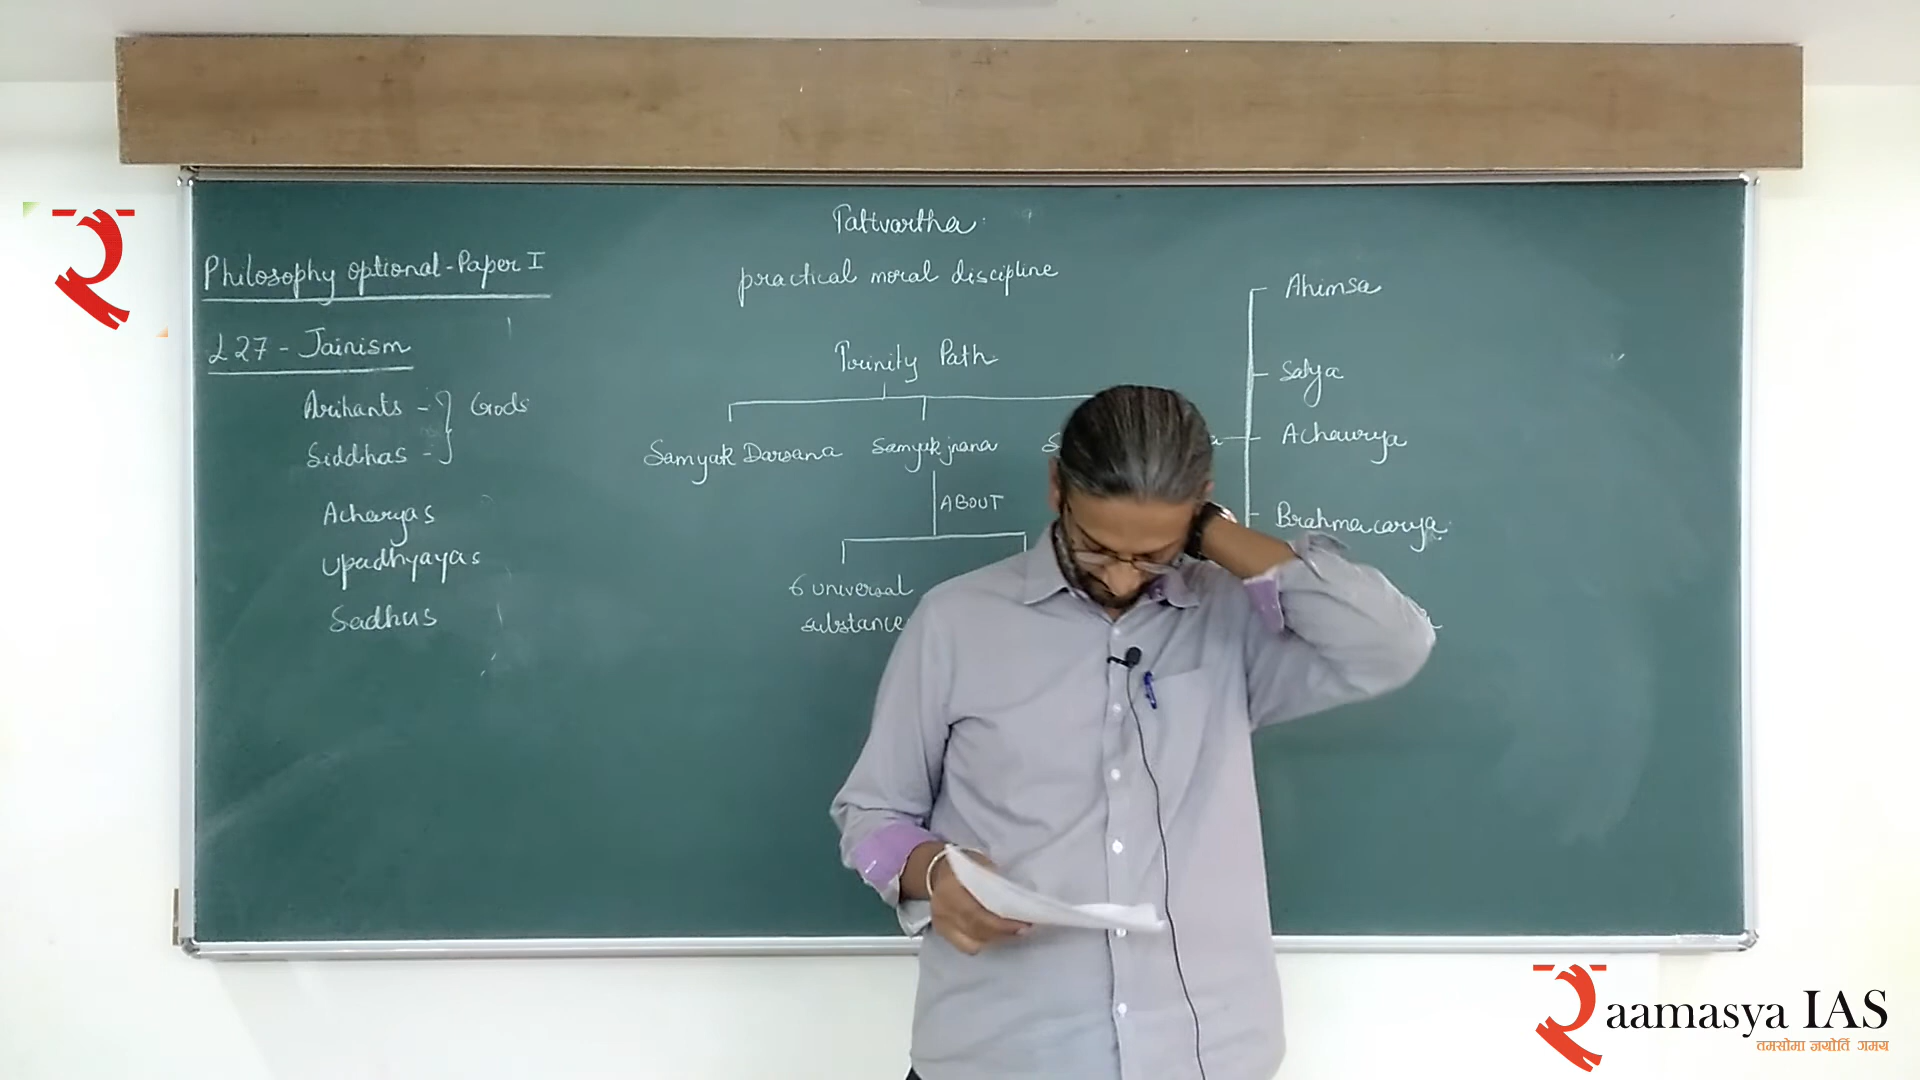 Tattvartha
practical moral discipline
Philosophy optional - Paper I
L27 - Jainism
Arihants - } Gods
Siddhas -
Acharyas
Upadhyayas
Sadhus
Trinity Path
Samyak Darsana
Samyak jnana
ABOUT
6 universal
substance
Ahimsa
Satya
Achaurya
Brahmacarya
Raamasya IAS
तमसोमा ज्योर्ति गमय